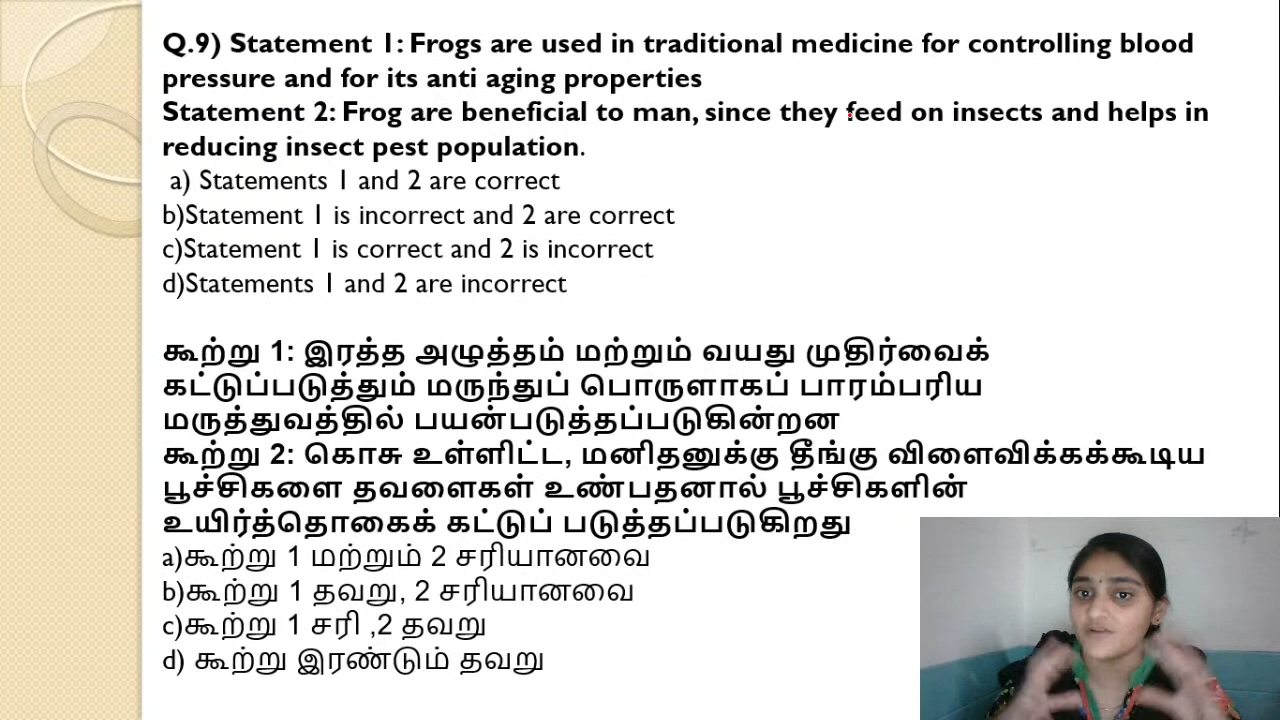 Q.9) Statement 1: Frogs are used in traditional medicine for controlling blood
pressure and for its anti aging properties
Statement 2: Frog are beneficial to man, since they feed on insects and helps in
reducing insect pest population.
a) Statements 1 and 2 are correct
b)Statement 1 is incorrect and 2 are correct
c)Statement 1 is correct and 2 is incorrect
d)Statements 1 and 2 are incorrect
கூற்று 1: இரத்த அழுத்தம் மற்றும் வயது முதிர்வைக்
கட்டுப்படுத்தும் மருந்துப் பொருளாகப் பாரம்பரிய
மருத்துவத்தில் பயன்படுத்தப்படுகின்றன
கூற்று 2: கொசு உள்ளிட்ட, மனிதனுக்கு தீங்கு விளைவிக்கக்கூடிய
பூச்சிகளை தவளைகள் உண்பதனால் பூச்சிகளின்
உயிர்த்தொகைக் கட்டுப் படுத்தப்படுகிறது
a)கூற்று 1 மற்றும் 2 சரியானவை
b)கூற்று 1 தவறு, 2 சரியானவை
c)கூற்று 1 சரி ,2 தவறு
d) கூற்று இரண்டும் தவறு